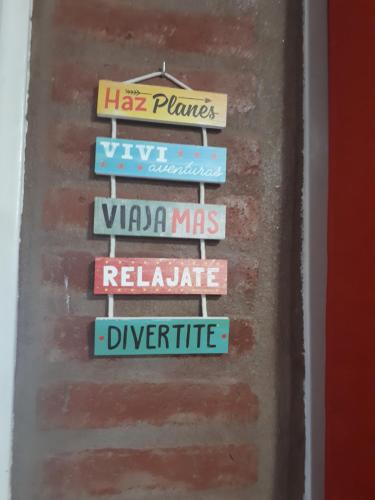 Haz Planes
VIVI
aventuras
VIAJA MAS
RELAJATE
DIVERTITE